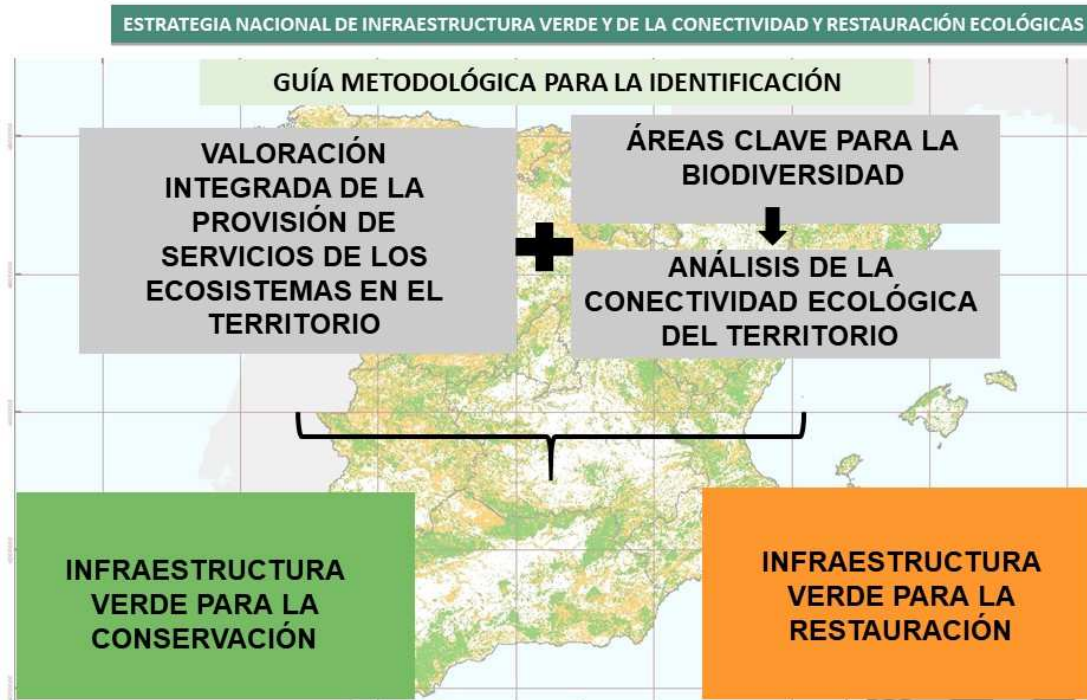 ESTRATEGIA NACIONAL DE INFRAESTRUCTURA VERDE Y DE LA CONECTIVIDAD Y RESTAURACIÓN ECOLÓGICAS
GUÍA METODOLÓGICA PARA LA IDENTIFICACIÓN
VALORACIÓN
INTEGRADA DE LA
PROVISIÓN DE
SERVICIOS DE LOS
ECOSISTEMAS EN EL
TERRITORIO
ÁREAS CLAVE PARA LA
BIODIVERSIDAD
ANÁLISIS DE LA
CONECTIVIDAD ECOLÓGICA
DEL TERRITORIO
INFRAESTRUCTURA
VERDE PARA LA
CONSERVACIÓN
INFRAESTRUCTURA
VERDE PARA LA
RESTAURACIÓN